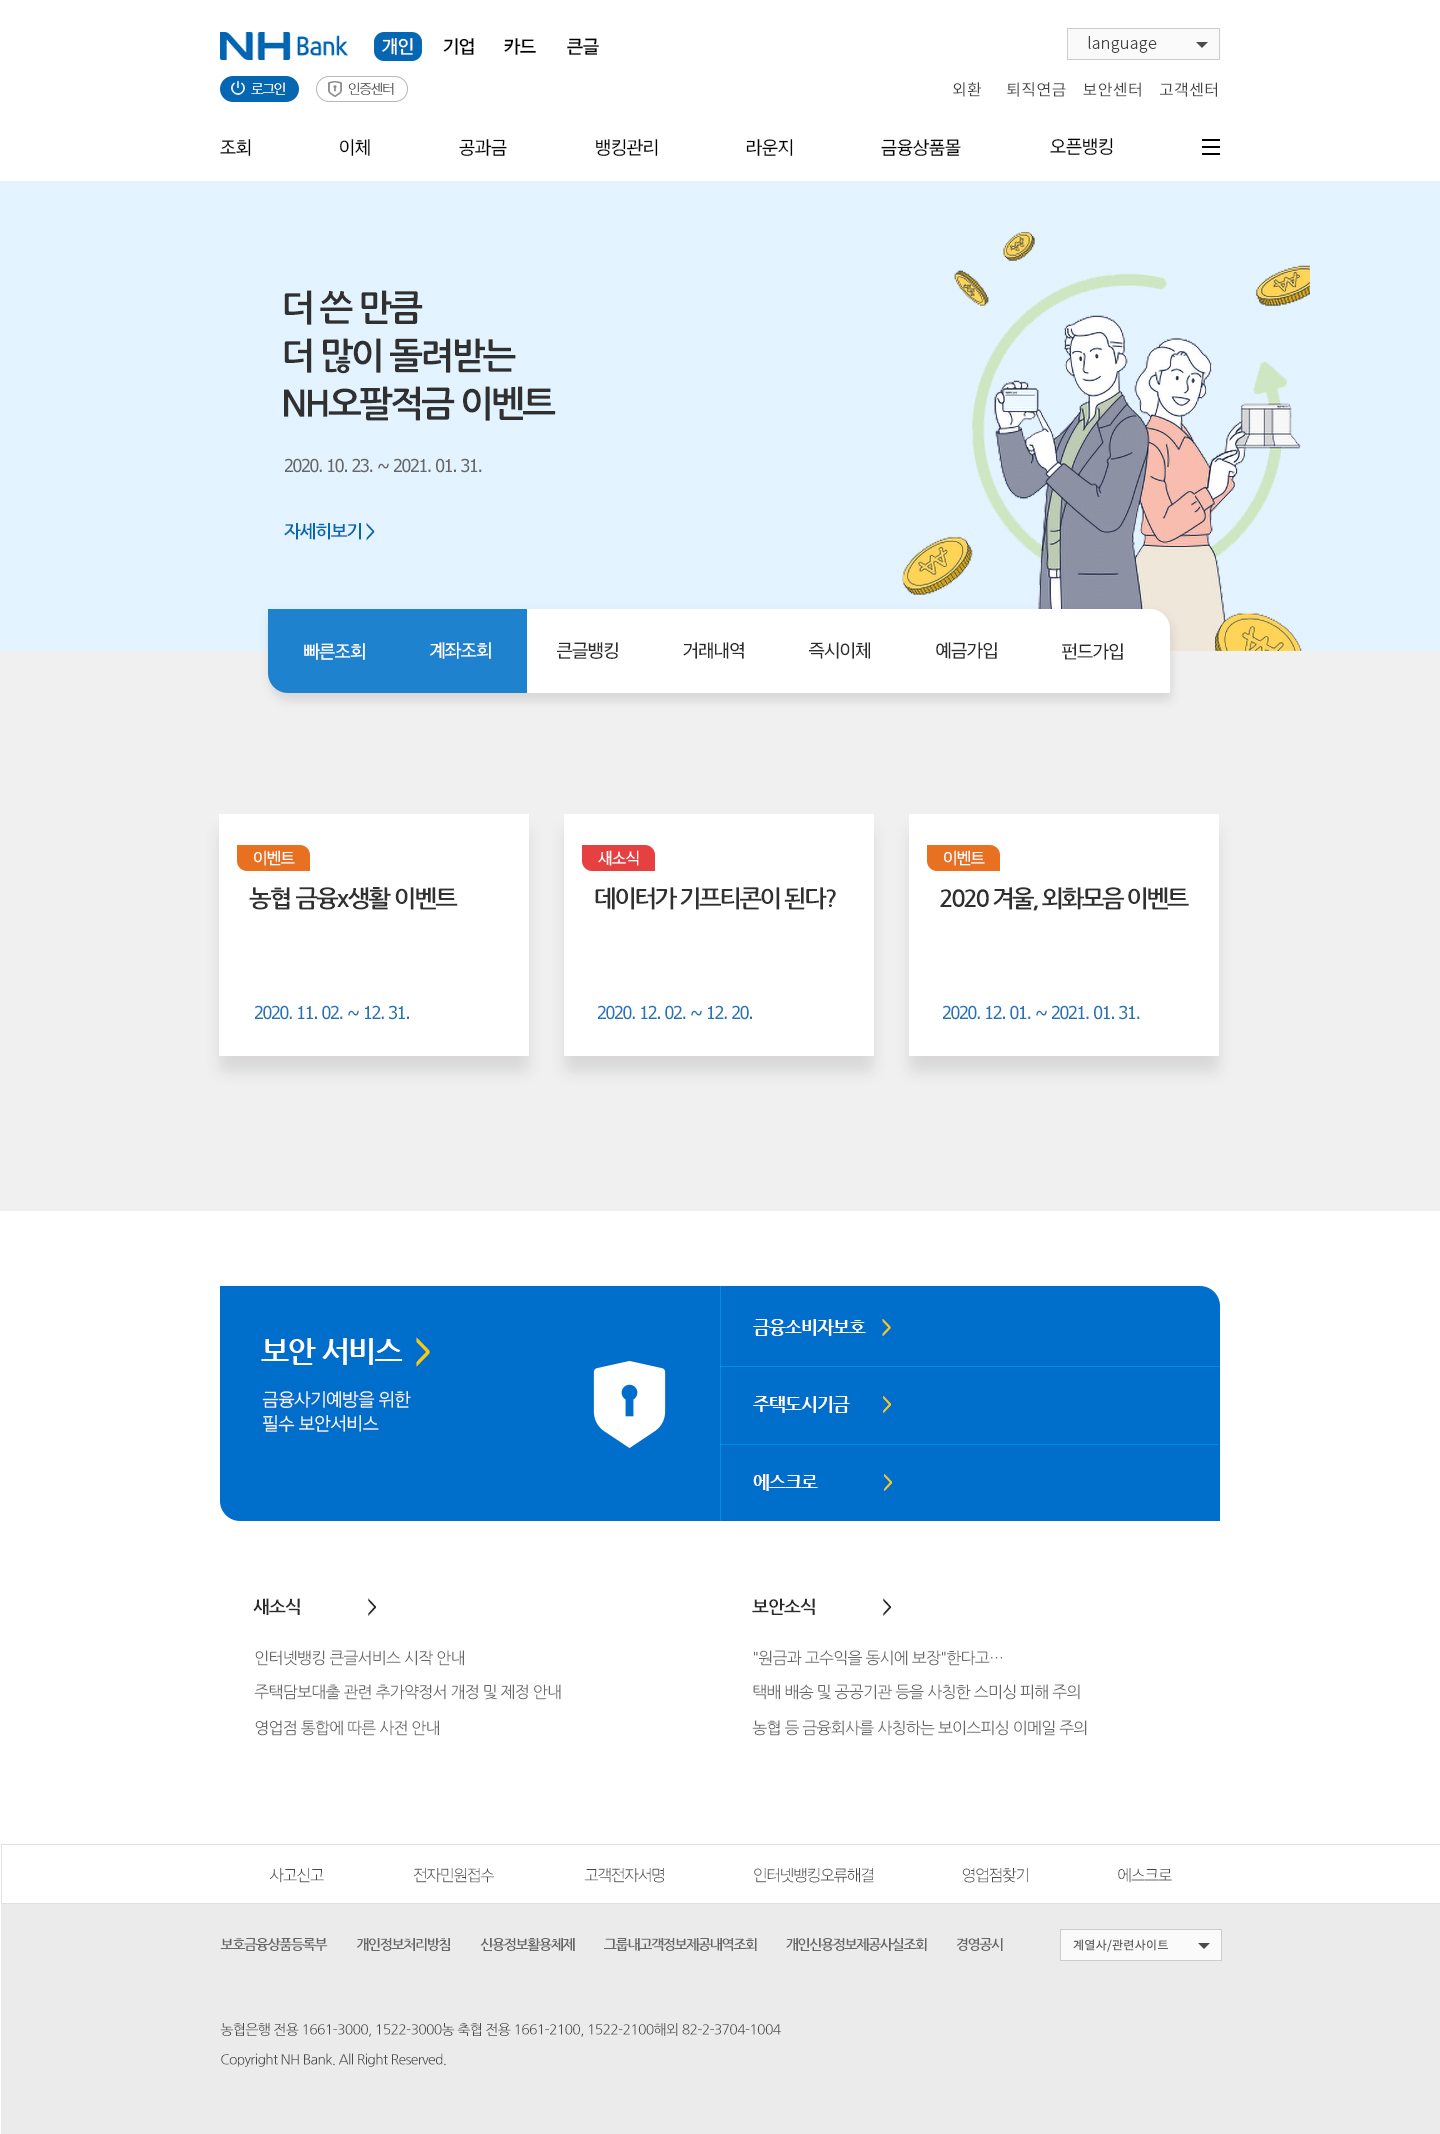 NH Bank 개인 기업 카드 큰글
language
로그인 인증센터
외환 퇴직연금 보안센터 고객센터
조회 이체 공과금 뱅킹관리 라운지 금융상품몰 오픈뱅킹
더 쓴 만큼
더 많이 돌려받는
NH오팔적금 이벤트
2020. 10. 23. ~ 2021. 01. 31.
자세히보기
빠른조회 계좌조회 큰글뱅킹 거래내역 즉시이체 예금가입 펀드가입
이벤트
농협 금융x생활 이벤트
2020. 11. 02. ~ 12. 31.
새소식
데이터가 기프티콘이 된다?
2020. 12. 02. ~ 12. 20.
이벤트
2020 겨울, 외화모음 이벤트
2020. 12. 01. ~ 2021. 01. 31.
보안 서비스
금융사기예방을 위한
필수 보안서비스
금융소비자보호
주택도시기금
에스크로
새소식
인터넷뱅킹 큰글서비스 시작 안내
주택담보대출 관련 추가약정서 개정 및 제정 안내
영업점 통합에 따른 사전 안내
보안소식
"원금과 고수익을 동시에 보장"한다고…
택배 배송 및 공공기관 등을 사칭한 스미싱 피해 주의
농협 등 금융회사를 사칭하는 보이스피싱 이메일 주의
사고신고 전자민원접수 고객전자서명 인터넷뱅킹오류해결 영업점찾기 에스크로
보호금융상품등록부 개인정보처리방침 신용정보활용체제 그룹내고객정보제공내역조회 개인신용정보제공사실조회 경영공시
계열사/관련사이트
농협은행 전용 1661-3000, 1522-3000농 축협 전용 1661-2100, 1522-2100해외 82-2-3704-1004
Copyright NH Bank. All Right Reserved.